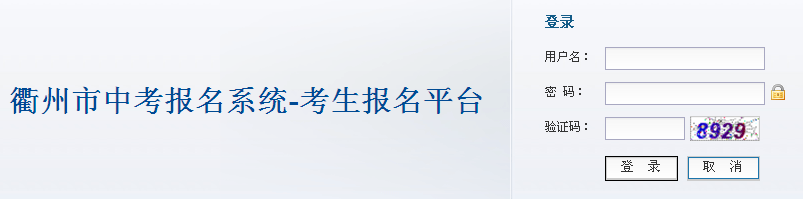 衢州市中考报名系统-考生报名平台
登录
用户名：
密 码：
验证码： 8929
登 录 取 消